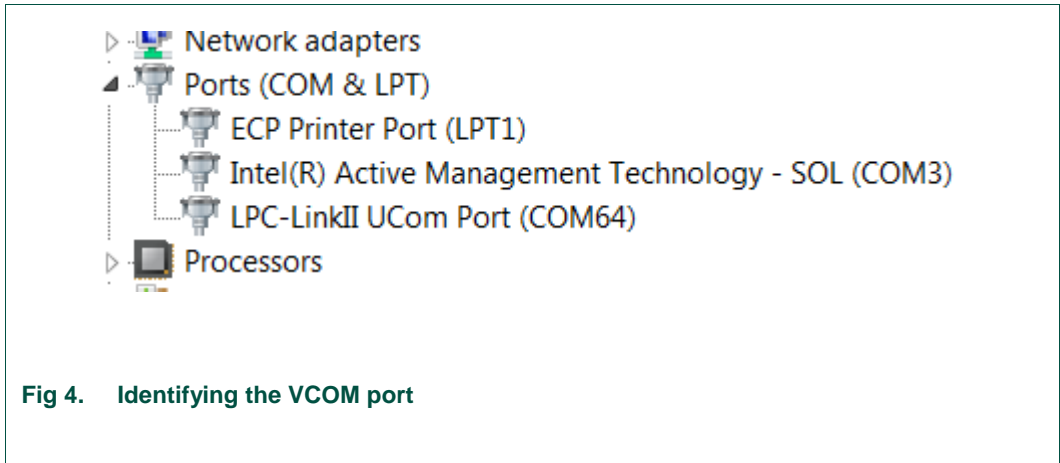 Network adapters
Ports (COM & LPT)
ECP Printer Port (LPT1)
Intel(R) Active Management Technology - SOL (COM3)
LPC-LinkII UCom Port (COM64)
Processors
Fig 4. Identifying the VCOM port